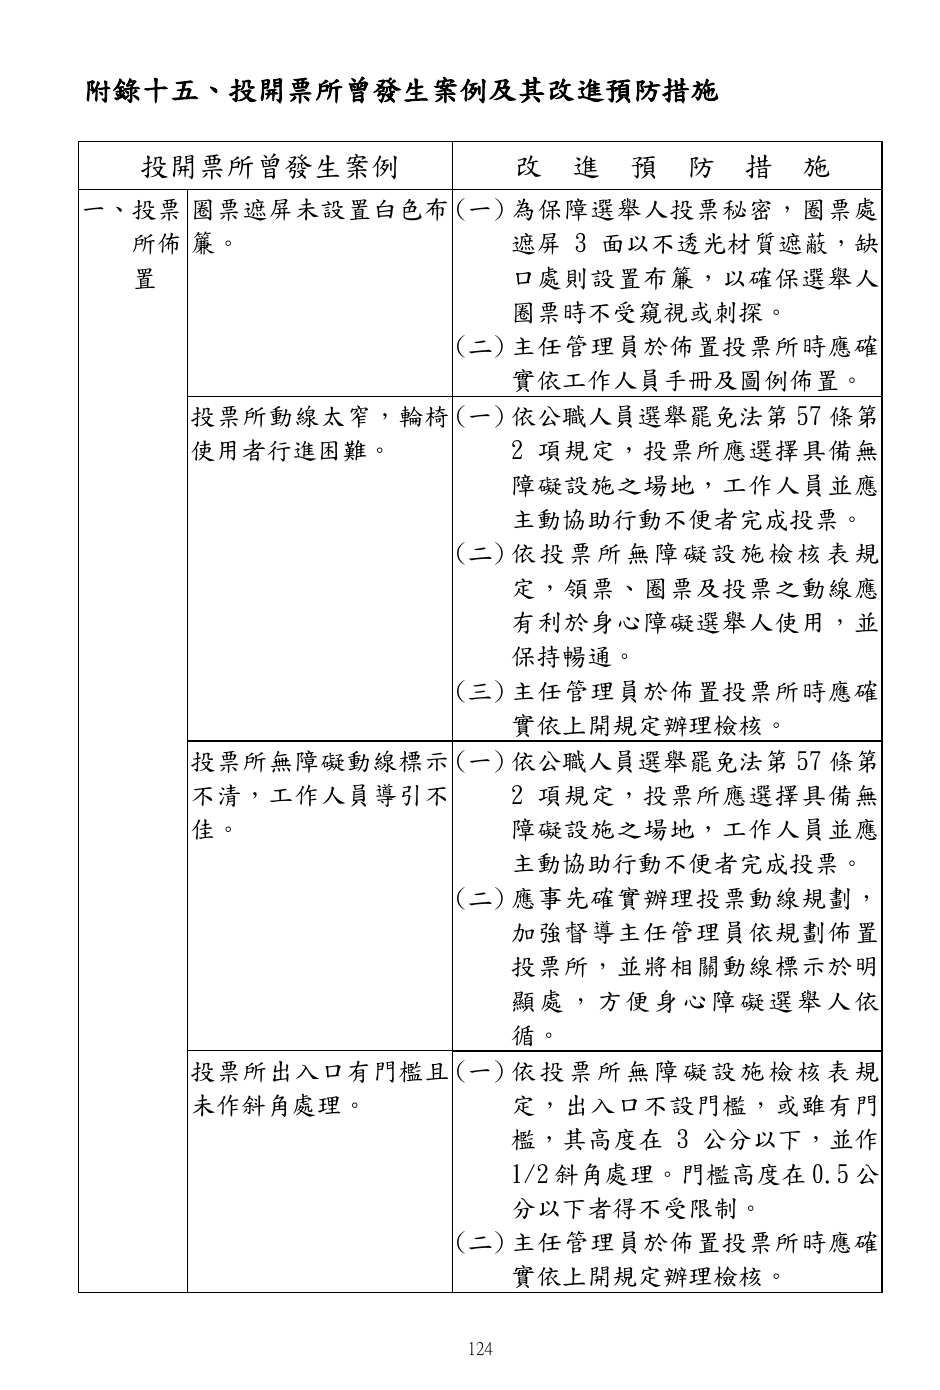 附錄十五、投開票所曾發生案例及其改進預防措施
投開票所曾發生案例
改進預防措施
一、投票
所佈
置
圈票遮屏未設置白色布
簾。
(一)為保障選舉人投票秘密，圈票處
遮屏 3 面以不透光材質遮蔽，缺
口處則設置布簾，以確保選舉人
圈票時不受窺視或刺探。
(二)主任管理員於佈置投票所時應確
實依工作人員手冊及圖例佈置。
投票所動線太窄，輪椅
使用者行進困難。
(一)依公職人員選舉罷免法第 57 條第
2 項規定，投票所應選擇具備無
障礙設施之場地，工作人員並應
主動協助行動不便者完成投票。
(二)依投票所無障礙設施檢核表規
定，領票、圈票及投票之動線應
有利於身心障礙選舉人使用，並
保持暢通。
(三)主任管理員於佈置投票所時應確
實依上開規定辦理檢核。
投票所無障礙動線標示
不清，工作人員導引不
佳。
(一)依公職人員選舉罷免法第 57 條第
2 項規定，投票所應選擇具備無
障礙設施之場地，工作人員並應
主動協助行動不便者完成投票。
(二)應事先確實辦理投票動線規劃，
加強督導主任管理員依規劃佈置
投票所，並將相關動線標示於明
顯處，方便身心障礙選舉人依
循。
投票所出入口有門檻且
未作斜角處理。
(一)依投票所無障礙設施檢核表規
定，出入口不設門檻，或雖有門
檻，其高度在 3 公分以下，並作
1/2 斜角處理。門檻高度在 0.5 公
分以下者得不受限制。
(二)主任管理員於佈置投票所時應確
實依上開規定辦理檢核。
124